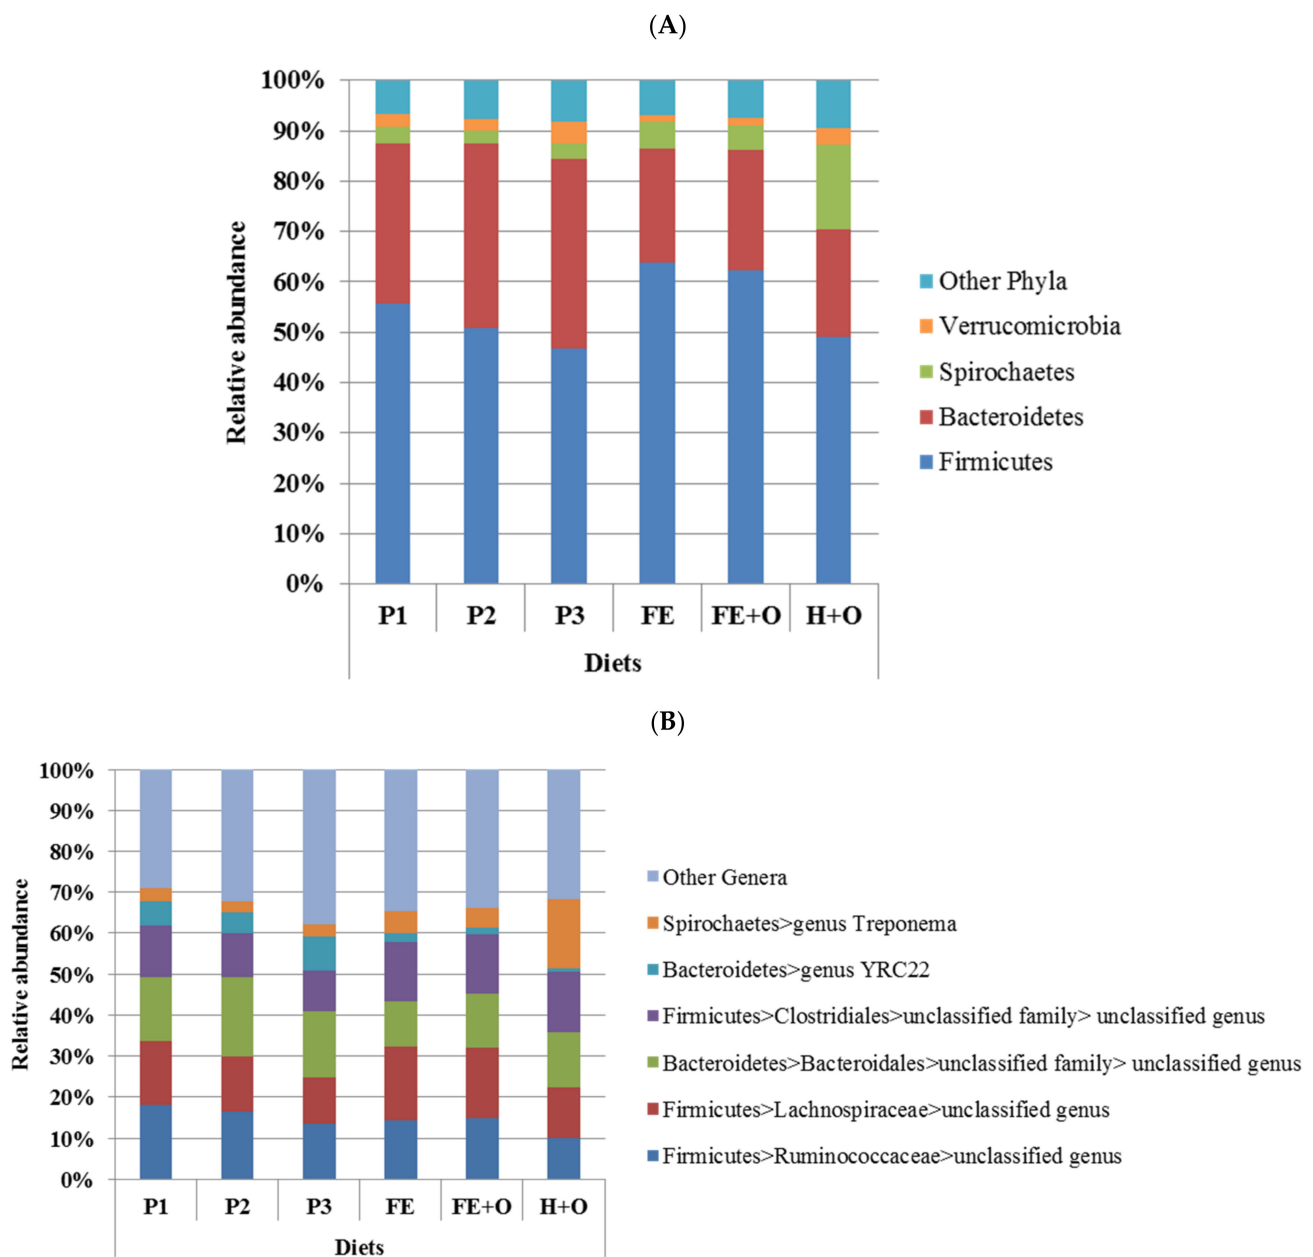 (A)
100%
90%
80%
70%
60%
50%
40%
30%
20%
10%
0%
Relative abundance
P1 P2 P3 FE FE+O H+O
Diets
Other Phyla
Verrucomicrobia
Spirochaetes
Bacteroidetes
Firmicutes
(B)
100%
90%
80%
70%
60%
50%
40%
30%
20%
10%
0%
Relative abundance
P1 P2 P3 FE FE+O H+O
Diets
Other Genera
Spirochaetes>genus Treponema
Bacteroidetes>genus YRC22
Firmicutes>Clostridiales>unclassified family> unclassified genus
Bacteroidetes>Bacteroidales>unclassified family> unclassified genus
Firmicutes>Lachnospiraceae>unclassified genus
Firmicutes>Ruminococcaceae>unclassified genus